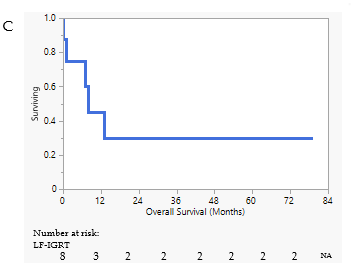 C
1.0
0.8
0.6
0.4
0.2
0
Surviving
0 12 24 36 48 60 72 84
Overall Survival (Months)
Number at risk:
LF-IGRT
8 3 2 2 2 2 2 NA